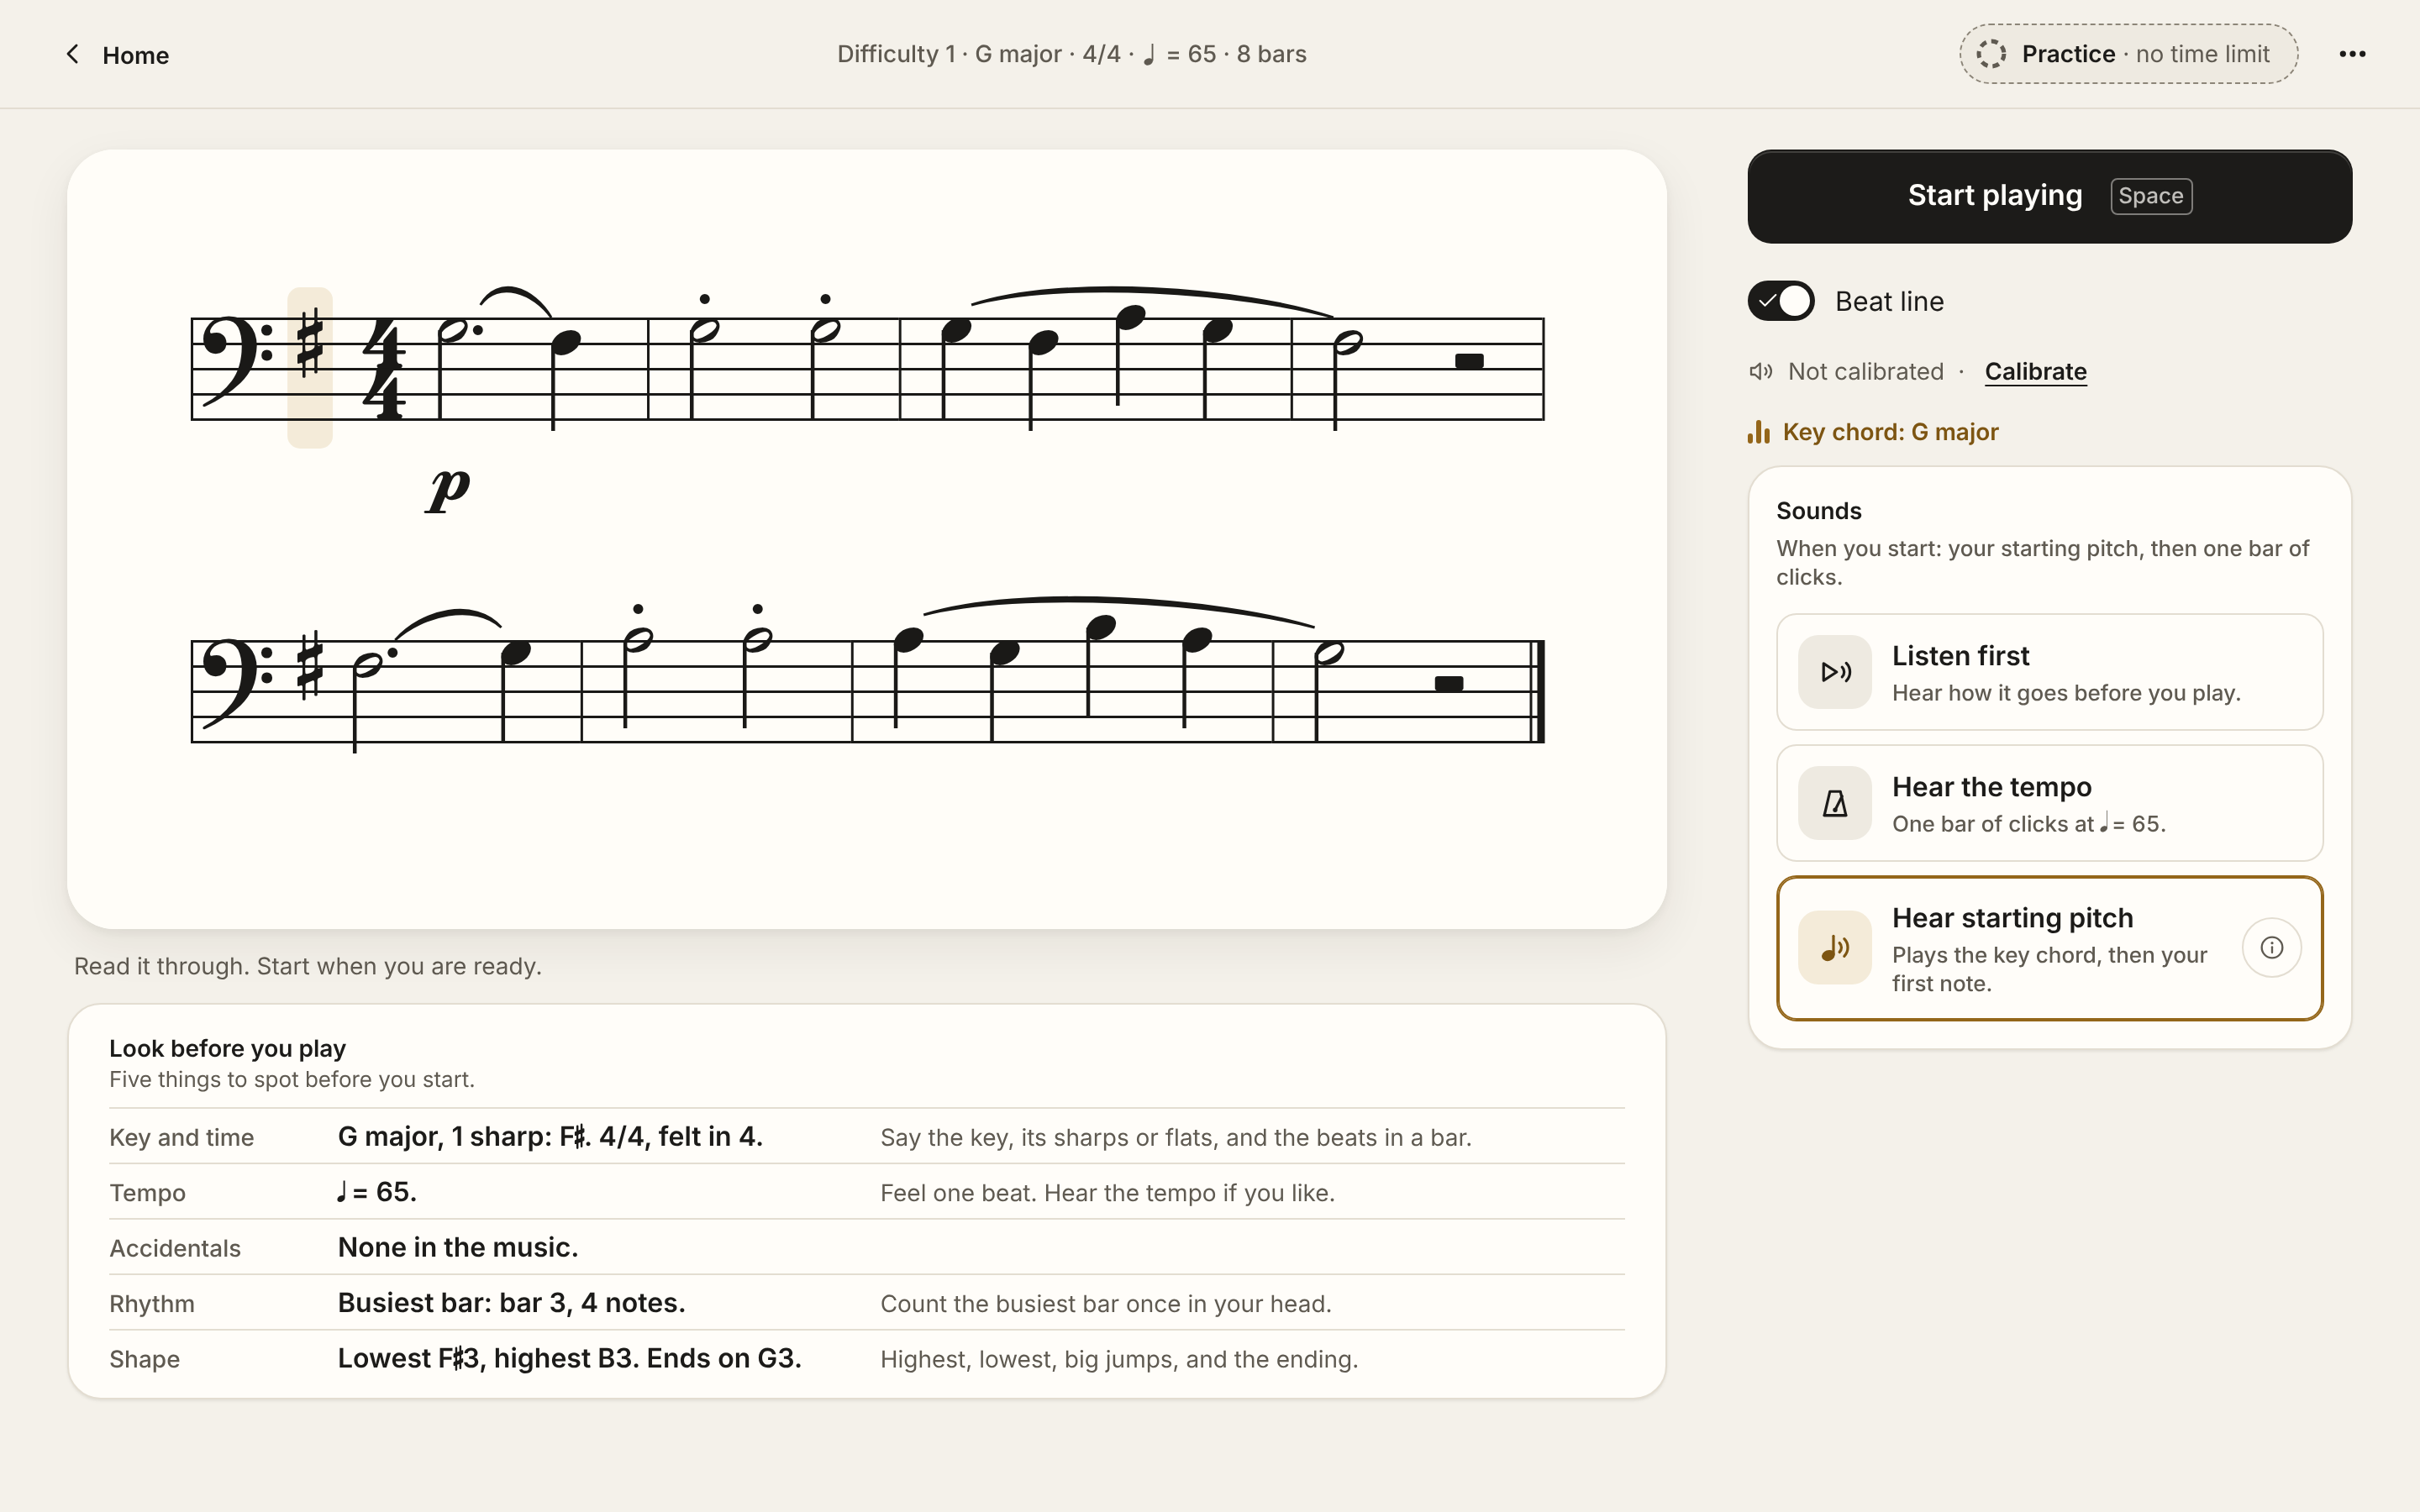 Home
Difficulty 1 · G major · 4/4 · ♩ = 65 · 8 bars
Practice · no time limit
Start playing Space
Beat line
Not calibrated · Calibrate
Key chord: G major
Sounds
When you start: your starting pitch, then one bar of
clicks.
Listen first
Hear how it goes before you play.
Hear the tempo
One bar of clicks at ♩= 65.
Hear starting pitch
Plays the key chord, then your
first note.
4
4
p
Read it through. Start when you are ready.
Look before you play
Five things to spot before you start.
Key and time G major, 1 sharp: F♯. 4/4, felt in 4. Say the key, its sharps or flats, and the beats in a bar.
Tempo ♩= 65. Feel one beat. Hear the tempo if you like.
Accidentals None in the music.
Rhythm Busiest bar: bar 3, 4 notes. Count the busiest bar once in your head.
Shape Lowest F♯3, highest B3. Ends on G3. Highest, lowest, big jumps, and the ending.